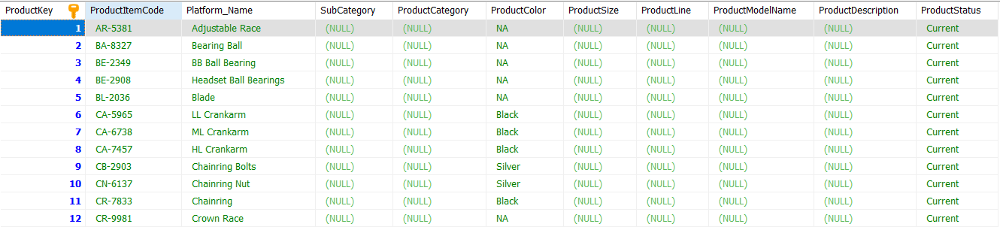 ProductKey ProductItemCode Platform_Name SubCategory ProductCategory ProductColor ProductSize ProductLine ProductModelName ProductDescription ProductStatus
1 AR-5381 Adjustable Race (NULL) (NULL) NA (NULL) (NULL) (NULL) (NULL) Current
2 BA-8327 Bearing Ball (NULL) (NULL) NA (NULL) (NULL) (NULL) (NULL) Current
3 BE-2349 BB Ball Bearing (NULL) (NULL) NA (NULL) (NULL) (NULL) (NULL) Current
4 BE-2908 Headset Ball Bearings (NULL) (NULL) NA (NULL) (NULL) (NULL) (NULL) Current
5 BL-2036 Blade (NULL) (NULL) NA (NULL) (NULL) (NULL) (NULL) Current
6 CA-5965 LL Crankarm (NULL) (NULL) Black (NULL) (NULL) (NULL) (NULL) Current
7 CA-6738 ML Crankarm (NULL) (NULL) Black (NULL) (NULL) (NULL) (NULL) Current
8 CA-7457 HL Crankarm (NULL) (NULL) Black (NULL) (NULL) (NULL) (NULL) Current
9 CB-2903 Chainring Bolts (NULL) (NULL) Silver (NULL) (NULL) (NULL) (NULL) Current
10 CN-6137 Chainring Nut (NULL) (NULL) Silver (NULL) (NULL) (NULL) (NULL) Current
11 CR-7833 Chainring (NULL) (NULL) Black (NULL) (NULL) (NULL) (NULL) Current
12 CR-9981 Crown Race (NULL) (NULL) NA (NULL) (NULL) (NULL) (NULL) Current